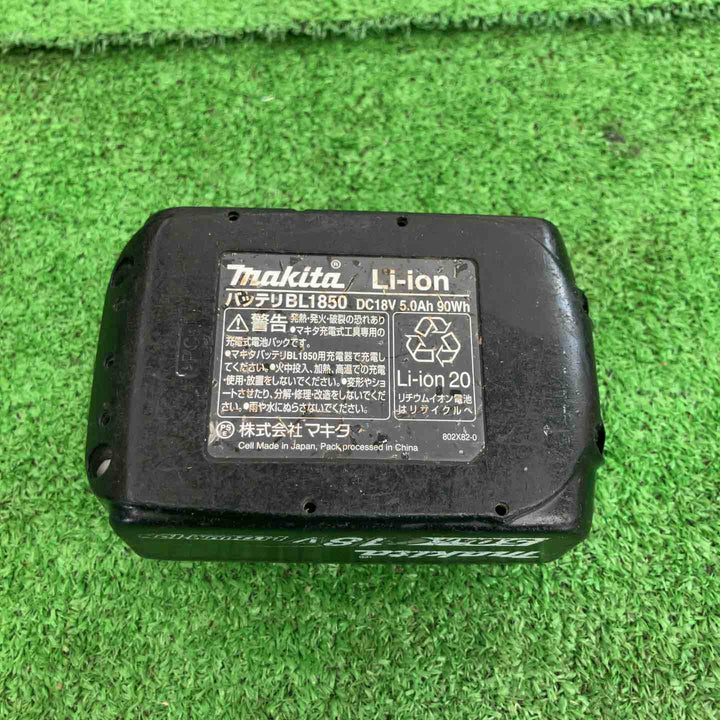 makita® Li-ion
バッテリBL1850 DC18V 5.0Ah 90Wh
警告 発熱・発火・破裂の恐れあり
●マキタ充電式工具専用の
充電式電池パックです。
●マキタバッテリBL1850用充電器で充電し
てください。●火中投入、加熱、高温での充電
・使用・放置をしないでください。●変形やショ
ートさせたり、分解・修理・改造をしないでくださ
い。●雨や水にぬらさないでください。
Li-ion 20
リチウムイオン電池
はリサイクルへ
PS E 株式会社マキタ
802X82-0
Cell Made in Japan, Pack processed in China
makita
18V